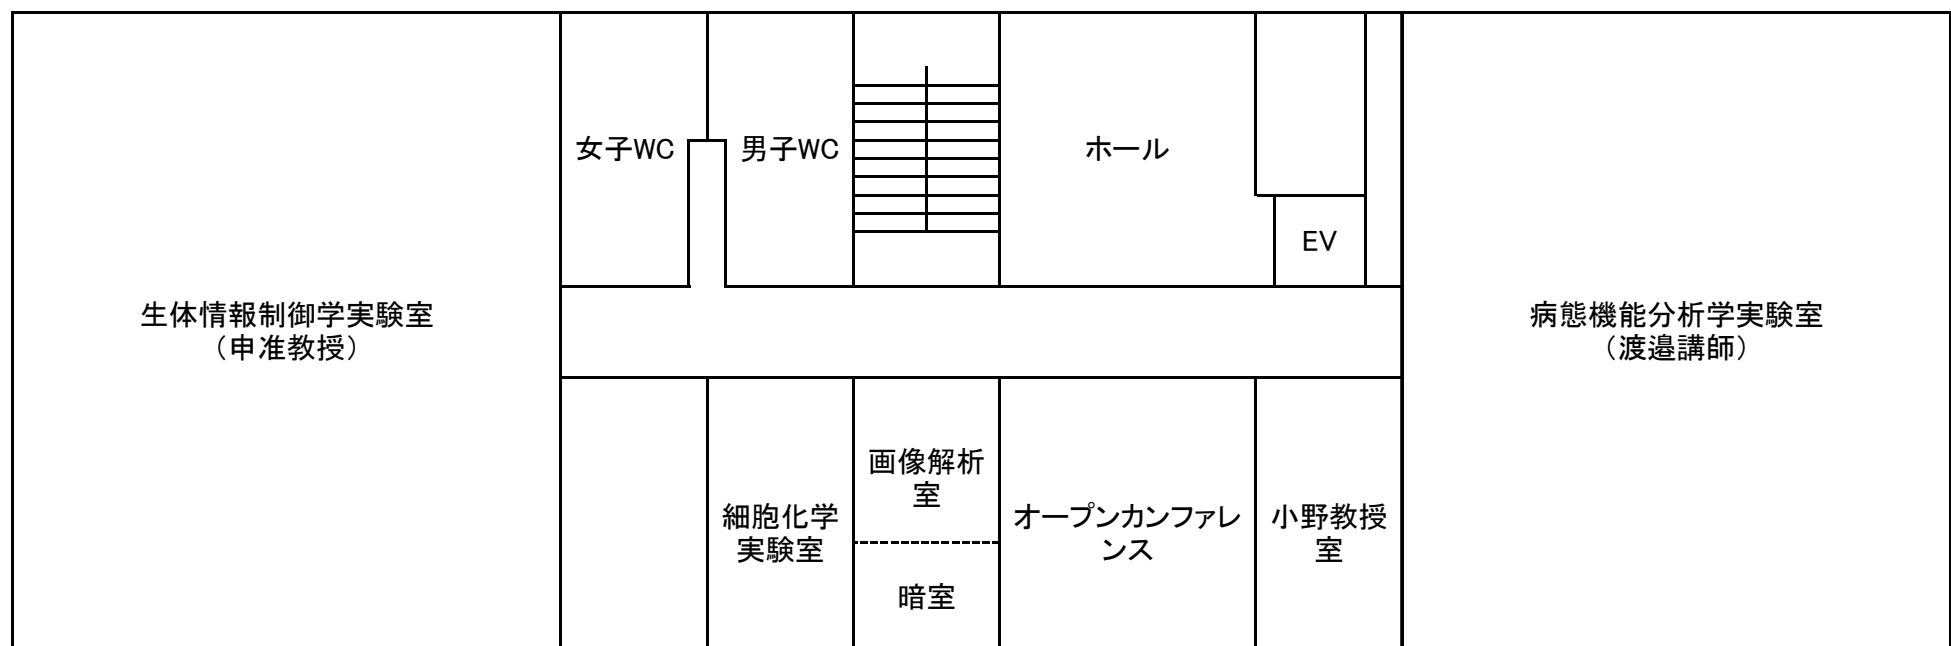 女子WC
男子WC
ホール
EV
生体情報制御学実験室
（申准教授）
病態機能分析学実験室
（渡邉講師）
画像解析
室
細胞化学
実験室
オープンカンファレ
ンス
小野教授
室
暗室